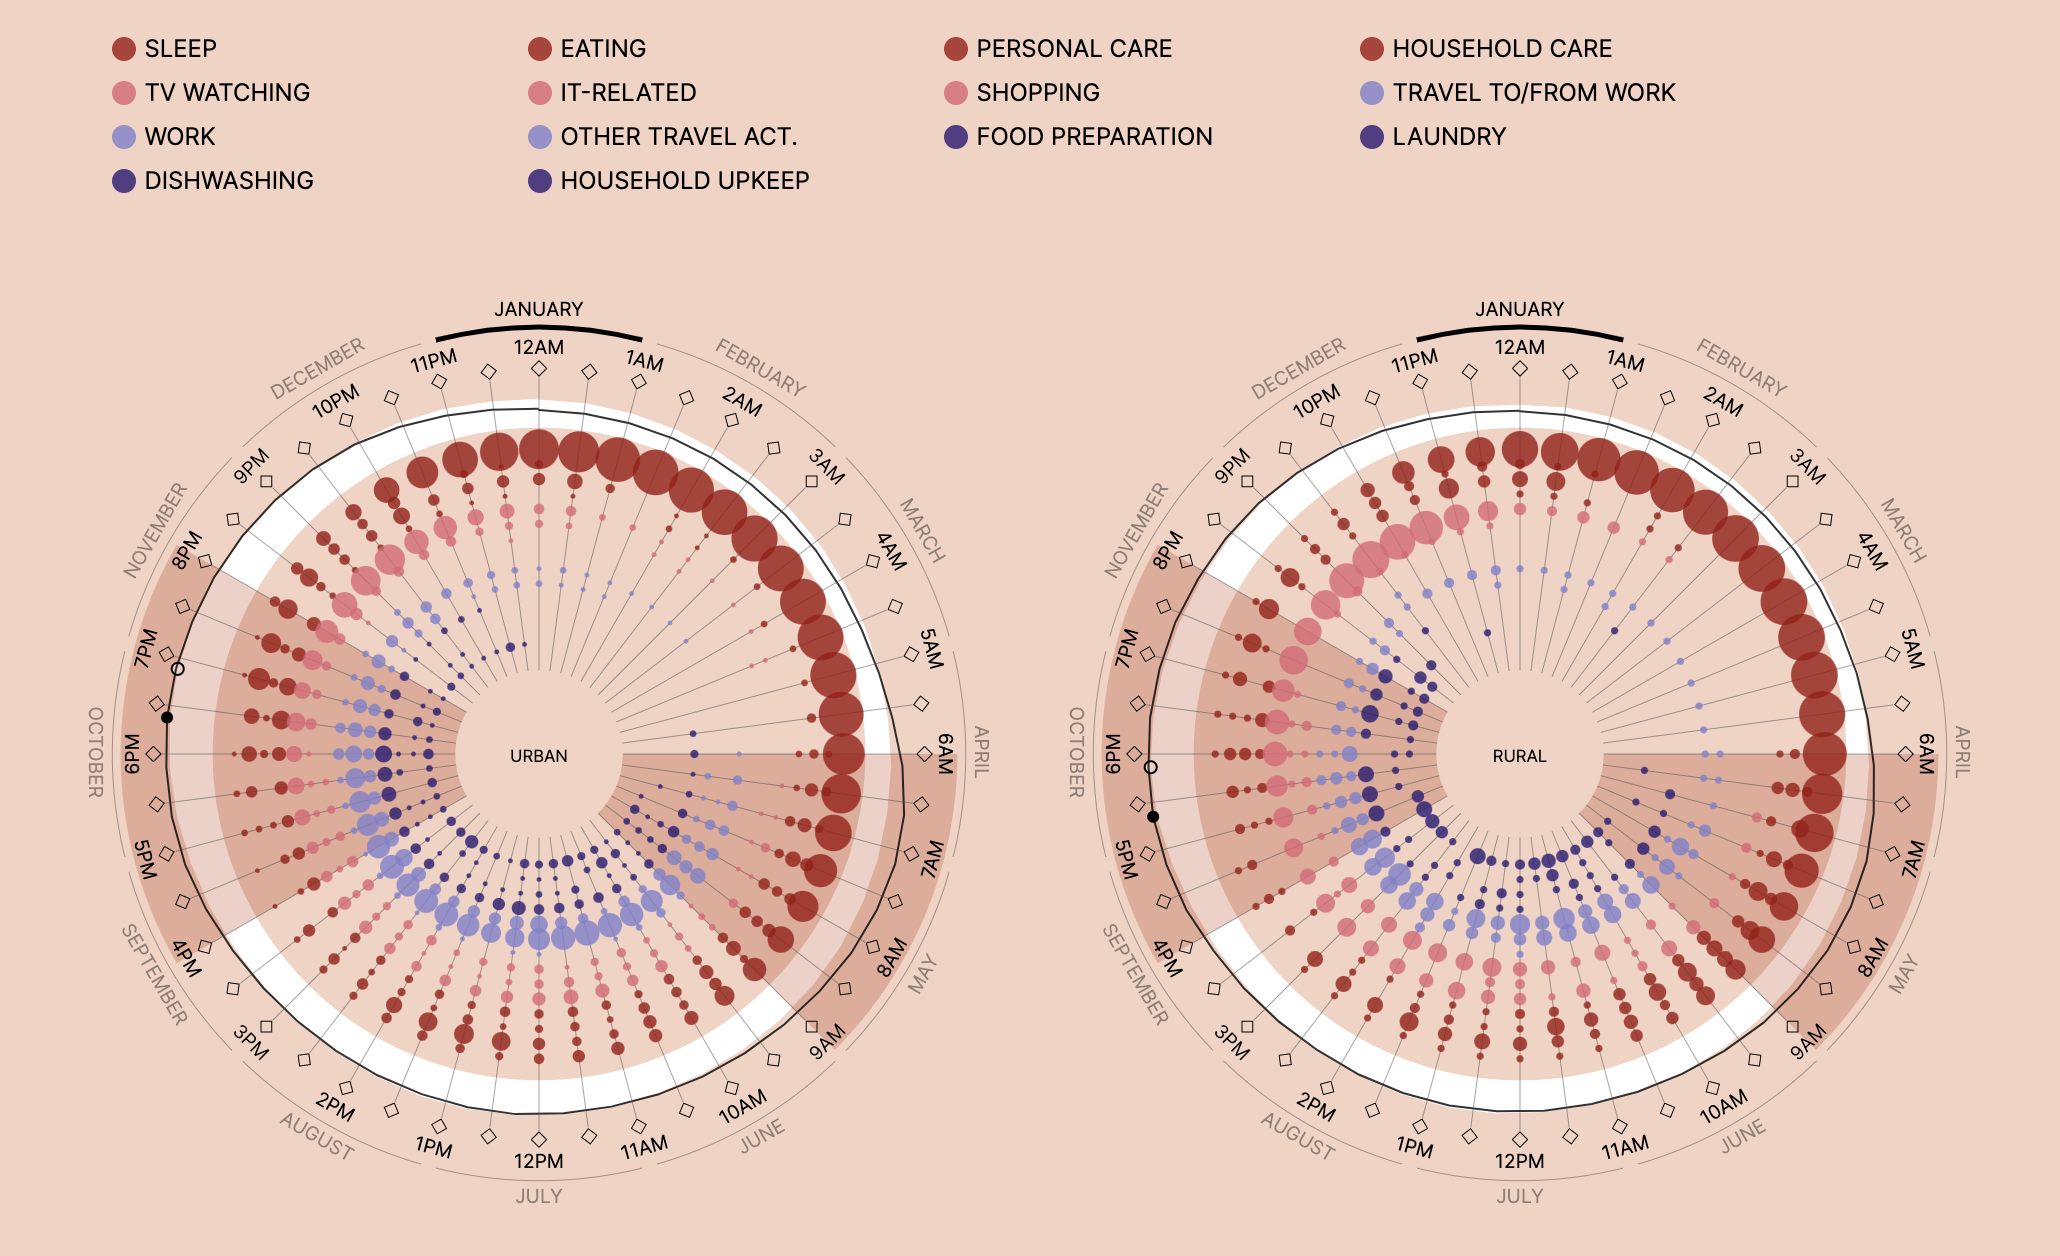 SLEEP
EATING
PERSONAL CARE
HOUSEHOLD CARE
TV WATCHING
IT-RELATED
SHOPPING
TRAVEL TO/FROM WORK
WORK
OTHER TRAVEL ACT.
FOOD PREPARATION
LAUNDRY
DISHWASHING
HOUSEHOLD UPKEEP
JANUARY
FEBRUARY
MARCH
APRIL
MAY
JUNE
JULY
AUGUST
SEPTEMBER
OCTOBER
NOVEMBER
DECEMBER
12AM
1AM
2AM
3AM
4AM
5AM
6AM
7AM
8AM
9AM
10AM
11AM
12PM
1PM
2PM
3PM
4PM
5PM
6PM
7PM
8PM
9PM
10PM
11PM
URBAN
JANUARY
FEBRUARY
MARCH
APRIL
MAY
JUNE
JULY
AUGUST
SEPTEMBER
OCTOBER
NOVEMBER
DECEMBER
12AM
1AM
2AM
3AM
4AM
5AM
6AM
7AM
8AM
9AM
10AM
11AM
12PM
1PM
2PM
3PM
4PM
5PM
6PM
7PM
8PM
9PM
10PM
11PM
RURAL